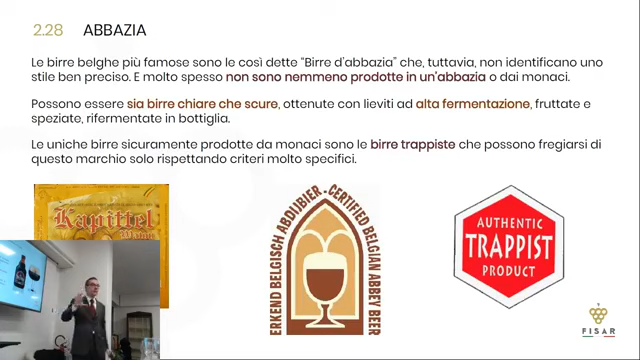 2.28 ABBAZIA
Le birre belghe più famose sono le così dette “Birre d’abbazia” che, tuttavia, non identificano uno
stile ben preciso. E molto spesso non sono nemmeno prodotte in un’abbazia o dai monaci.
Possono essere sia birre chiare che scure, ottenute con lieviti ad alta fermentazione, fruttate e
speziate, rifermentate in bottiglia.
Le uniche birre sicuramente prodotte da monaci sono le birre trappiste che possono fregiarsi di
questo marchio solo rispettando criteri molto specifici.
Kapittel
Watou
ERKEND BELGISCH ABDIJBIER - CERTIFIED BELGIAN ABBEY BEER
AUTHENTIC
TRAPPIST
PRODUCT
FISAR